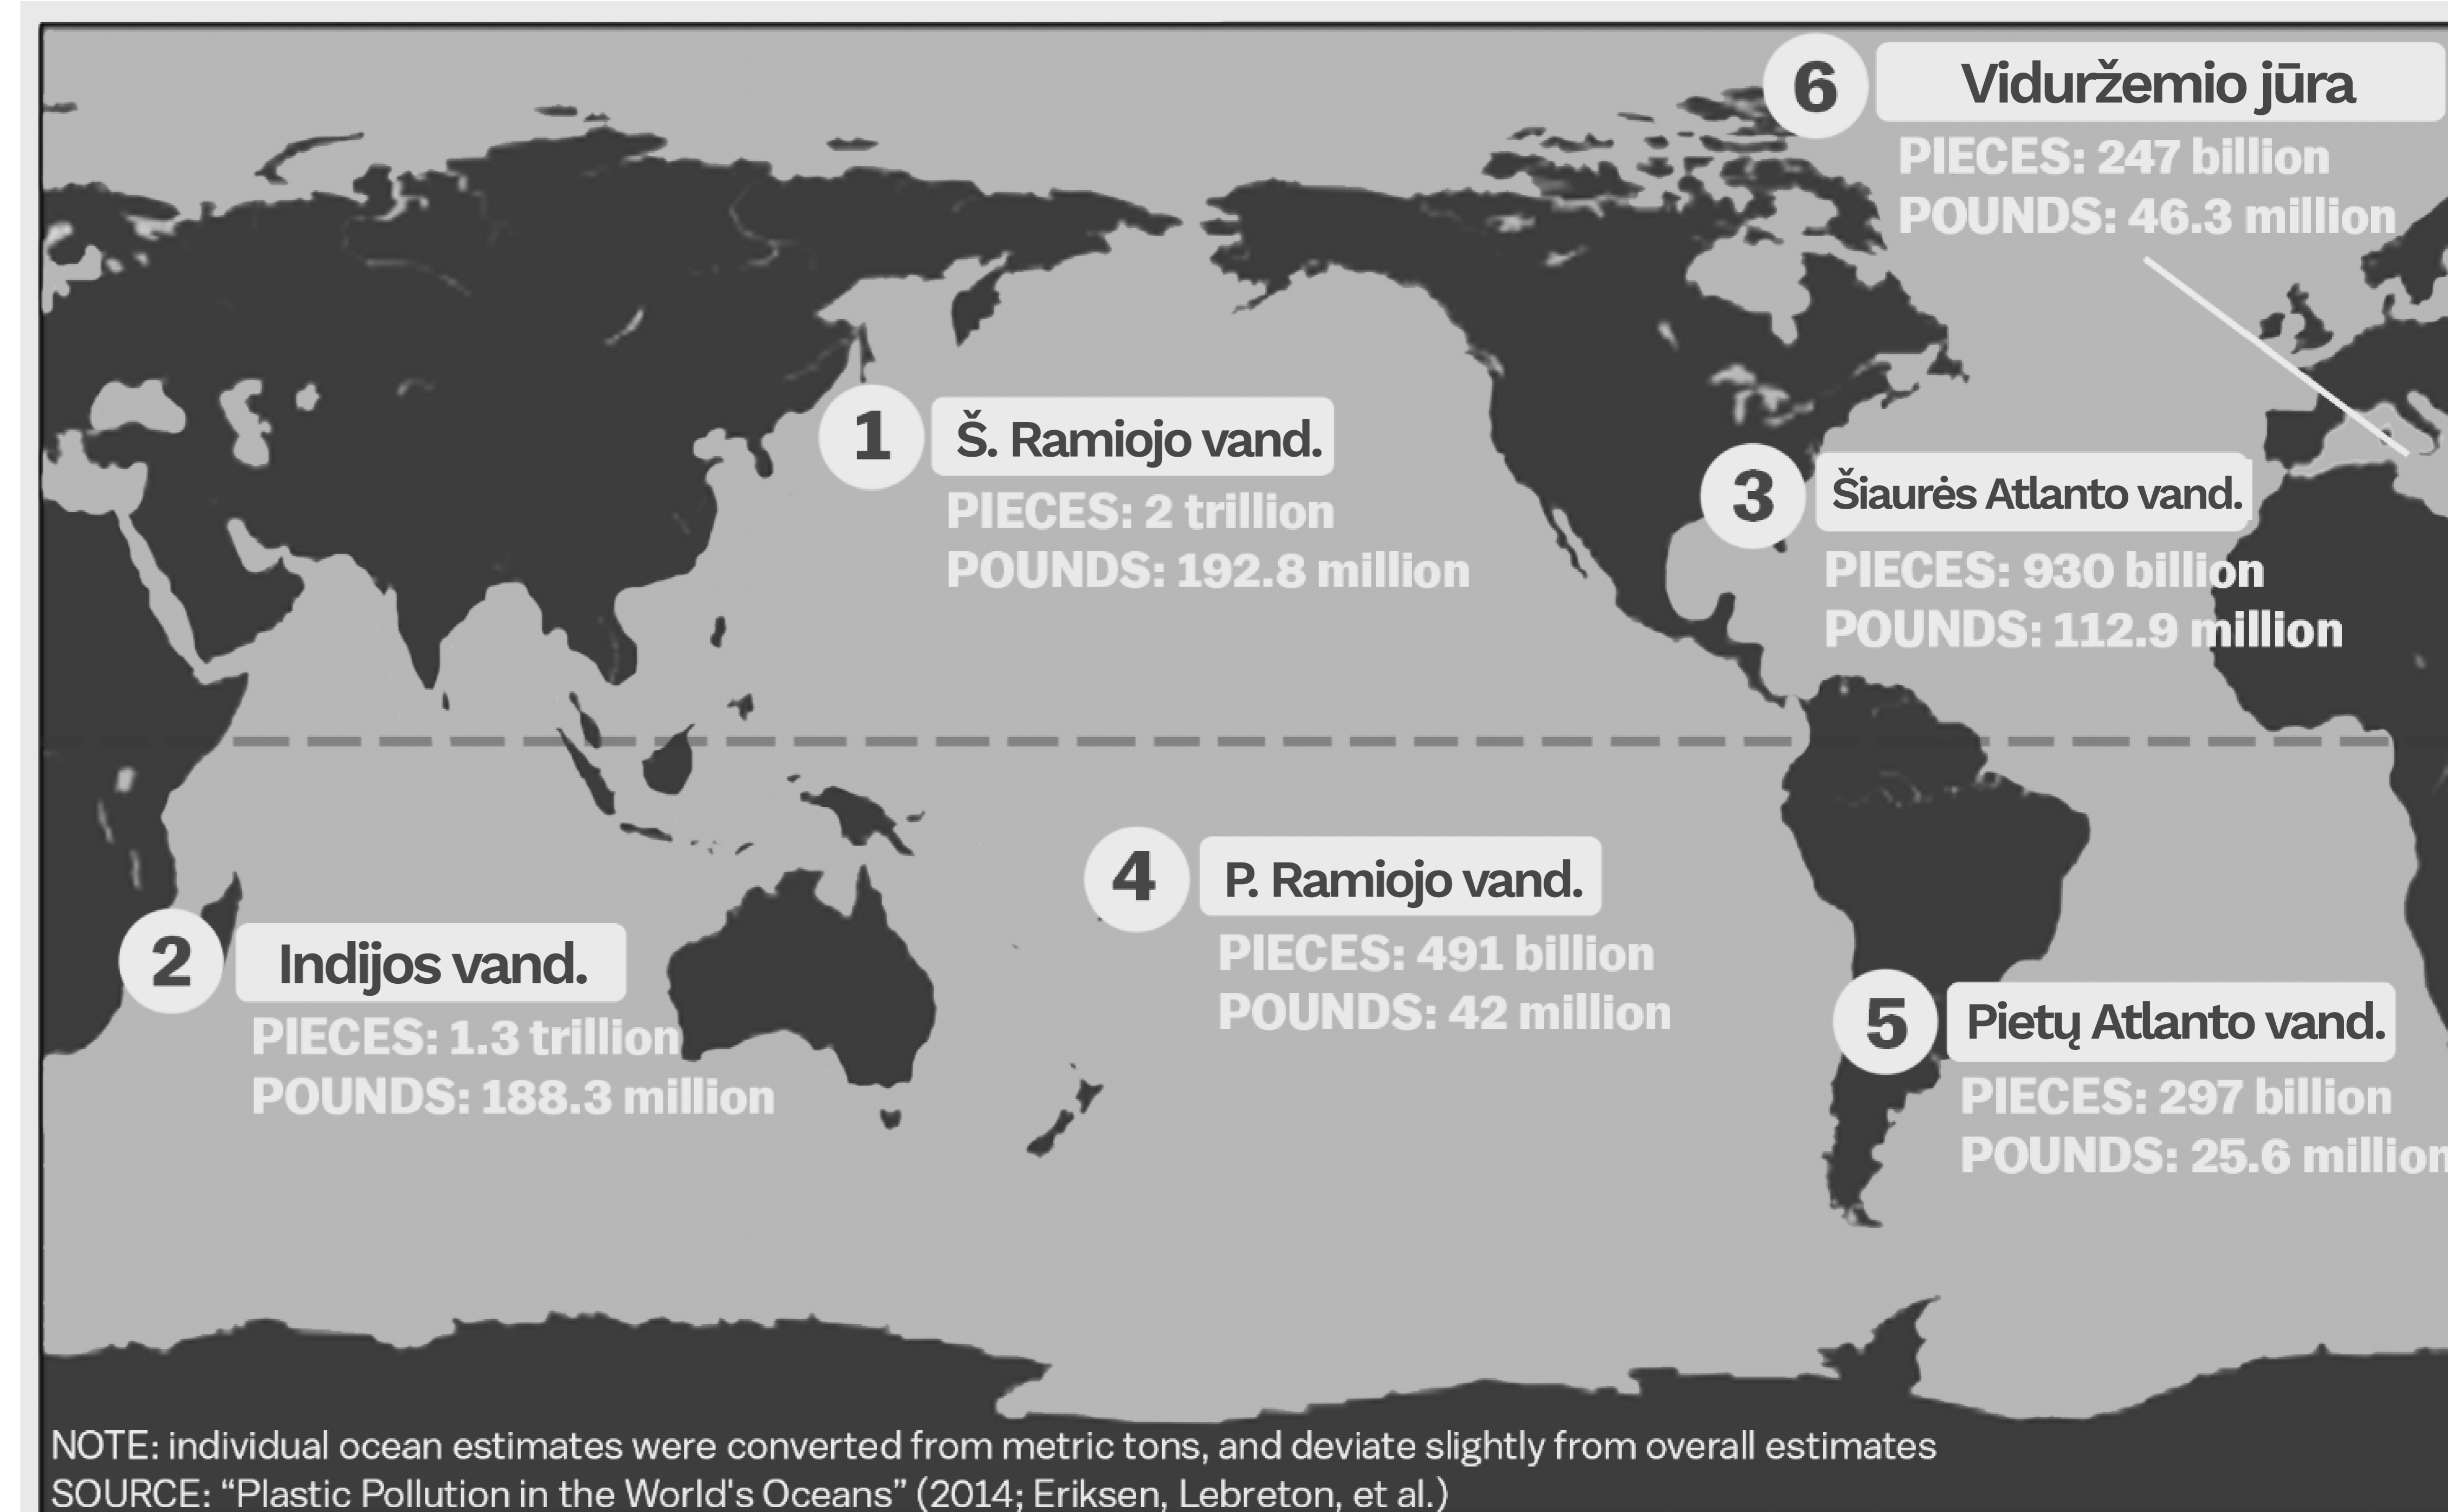 6 Viduržemio jūra
PIECES: 247 billion
POUNDS: 46.3 million
1 Š. Ramiojo vand.
PIECES: 2 trillion
POUNDS: 192.8 million
3 Šiaurės Atlanto vand.
PIECES: 930 billion
POUNDS: 112.9 million
4 P. Ramiojo vand.
PIECES: 491 billion
POUNDS: 42 million
2 Indijos vand.
PIECES: 1.3 trillion
POUNDS: 188.3 million
5 Pietų Atlanto vand.
PIECES: 297 billion
POUNDS: 25.6 million
NOTE: individual ocean estimates were converted from metric tons, and deviate slightly from overall estimates
SOURCE: “Plastic Pollution in the World's Oceans” (2014; Eriksen, Lebreton, et al.)